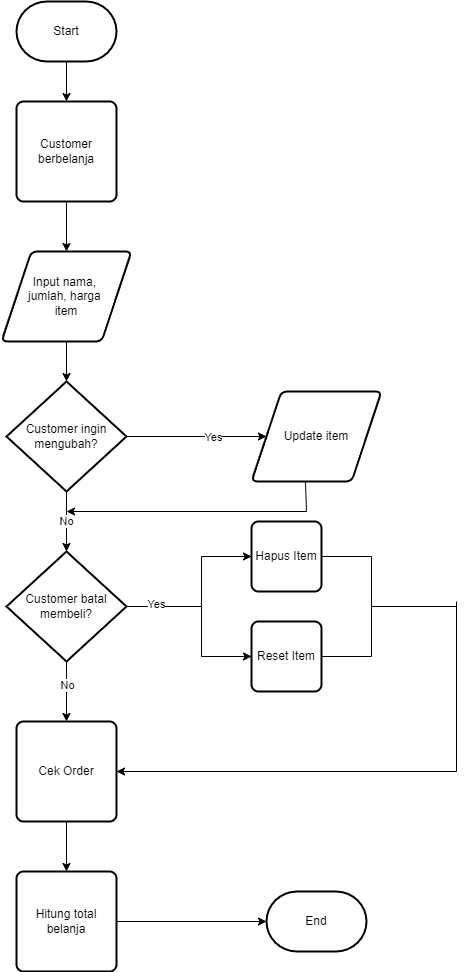 Start
Customer
berbelanja
Input nama,
jumlah, harga
item
Customer ingin
mengubah?
Yes
Update item
No
Customer batal
membeli?
Yes
Hapus Item
Reset Item
No
Cek Order
Hitung total
belanja
End